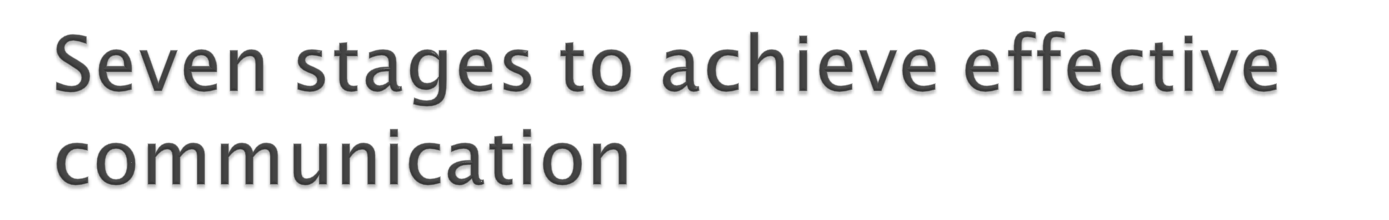 Seven stages to achieve effective
communication